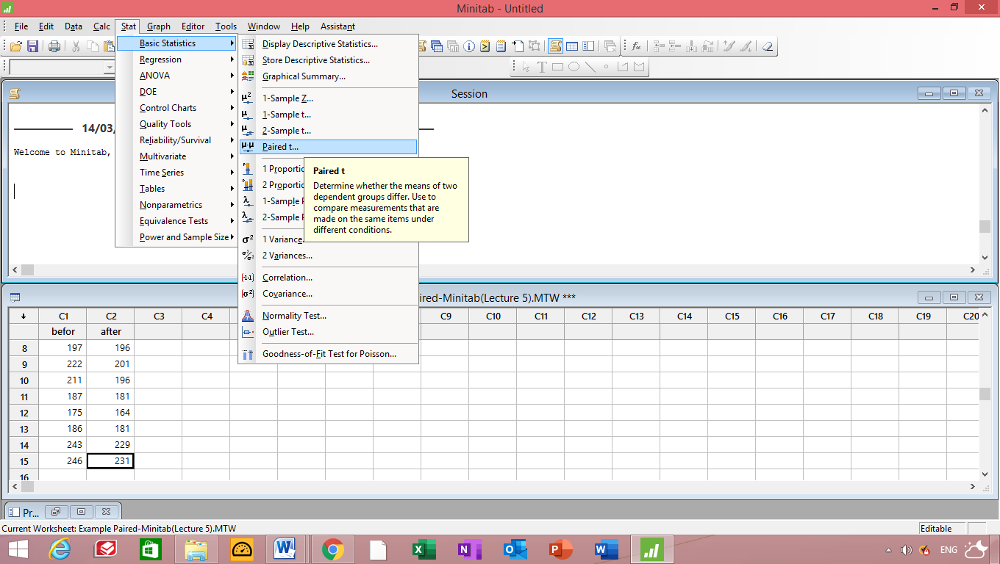 Minitab - Untitled
File Edit Data Calc Stat Graph Editor Tools Window Help Assistant
Basic Statistics
Regression
ANOVA
DOE
Control Charts
Quality Tools
Reliability/Survival
Multivariate
Time Series
Tables
Nonparametrics
Equivalence Tests
Power and Sample Size
Display Descriptive Statistics...
Store Descriptive Statistics...
Graphical Summary...
1-Sample Z...
1-Sample t...
2-Sample t...
Paired t...
1 Proportio
2 Proportio
1-Sample
2-Sample
1 Variance
2 Variances...
Correlation...
Covariance...
Normality Test...
Outlier Test...
Goodness-of-Fit Test for Poisson...
Paired t
Determine whether the means of two
dependent groups differ. Use to
compare measurements that are
made on the same items under
different conditions.
Session
14/03/
Welcome to Minitab,
ired-Minitab(Lecture 5).MTW ***
C1 C2 C3 C4 C9 C10 C11 C12 C13 C14 C15 C16 C17 C18 C19 C20
befor after
8 197 196
9 222 201
10 211 196
11 187 181
12 175 164
13 186 181
14 243 229
15 246 231
16
Pr...
Current Worksheet: Example Paired-Minitab(Lecture 5).MTW
Editable
ENG